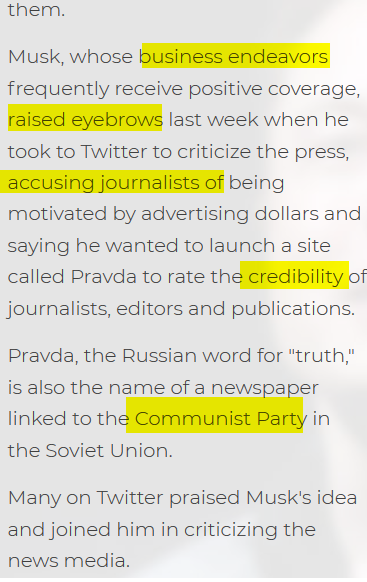 them.
Musk, whose business endeavors
frequently receive positive coverage,
raised eyebrows last week when he
took to Twitter to criticize the press,
accusing journalists of being
motivated by advertising dollars and
saying he wanted to launch a site
called Pravda to rate the credibility of
journalists, editors and publications.
Pravda, the Russian word for "truth,"
is also the name of a newspaper
linked to the Communist Party in
the Soviet Union.
Many on Twitter praised Musk's idea
and joined him in criticizing the
news media.